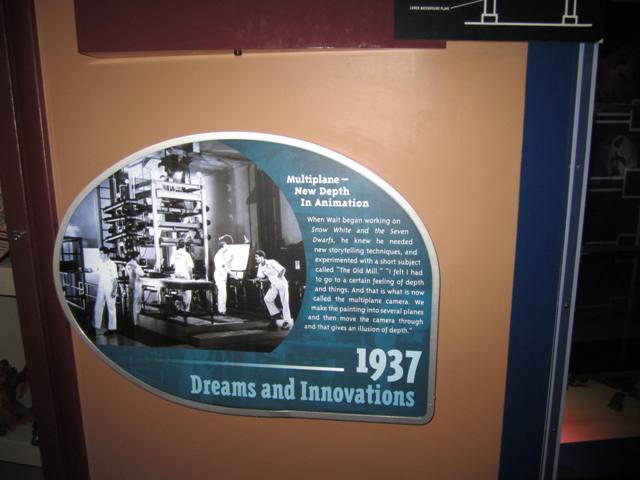 LOWER BACKGROUND PLANE
Multiplane—
New Depth
In Animation
When Walt began working on
Snow White and the Seven
Dwarfs, he knew he needed
new storytelling techniques, and
experimented with a short subject
called "The Old Mill." "I felt I had
to go to a certain feeling of depth
and things. And that is what is now
called the multiplane camera. We
make the painting into several planes
and then move the camera through
and that gives an illusion of depth."
1937
Dreams and Innovations